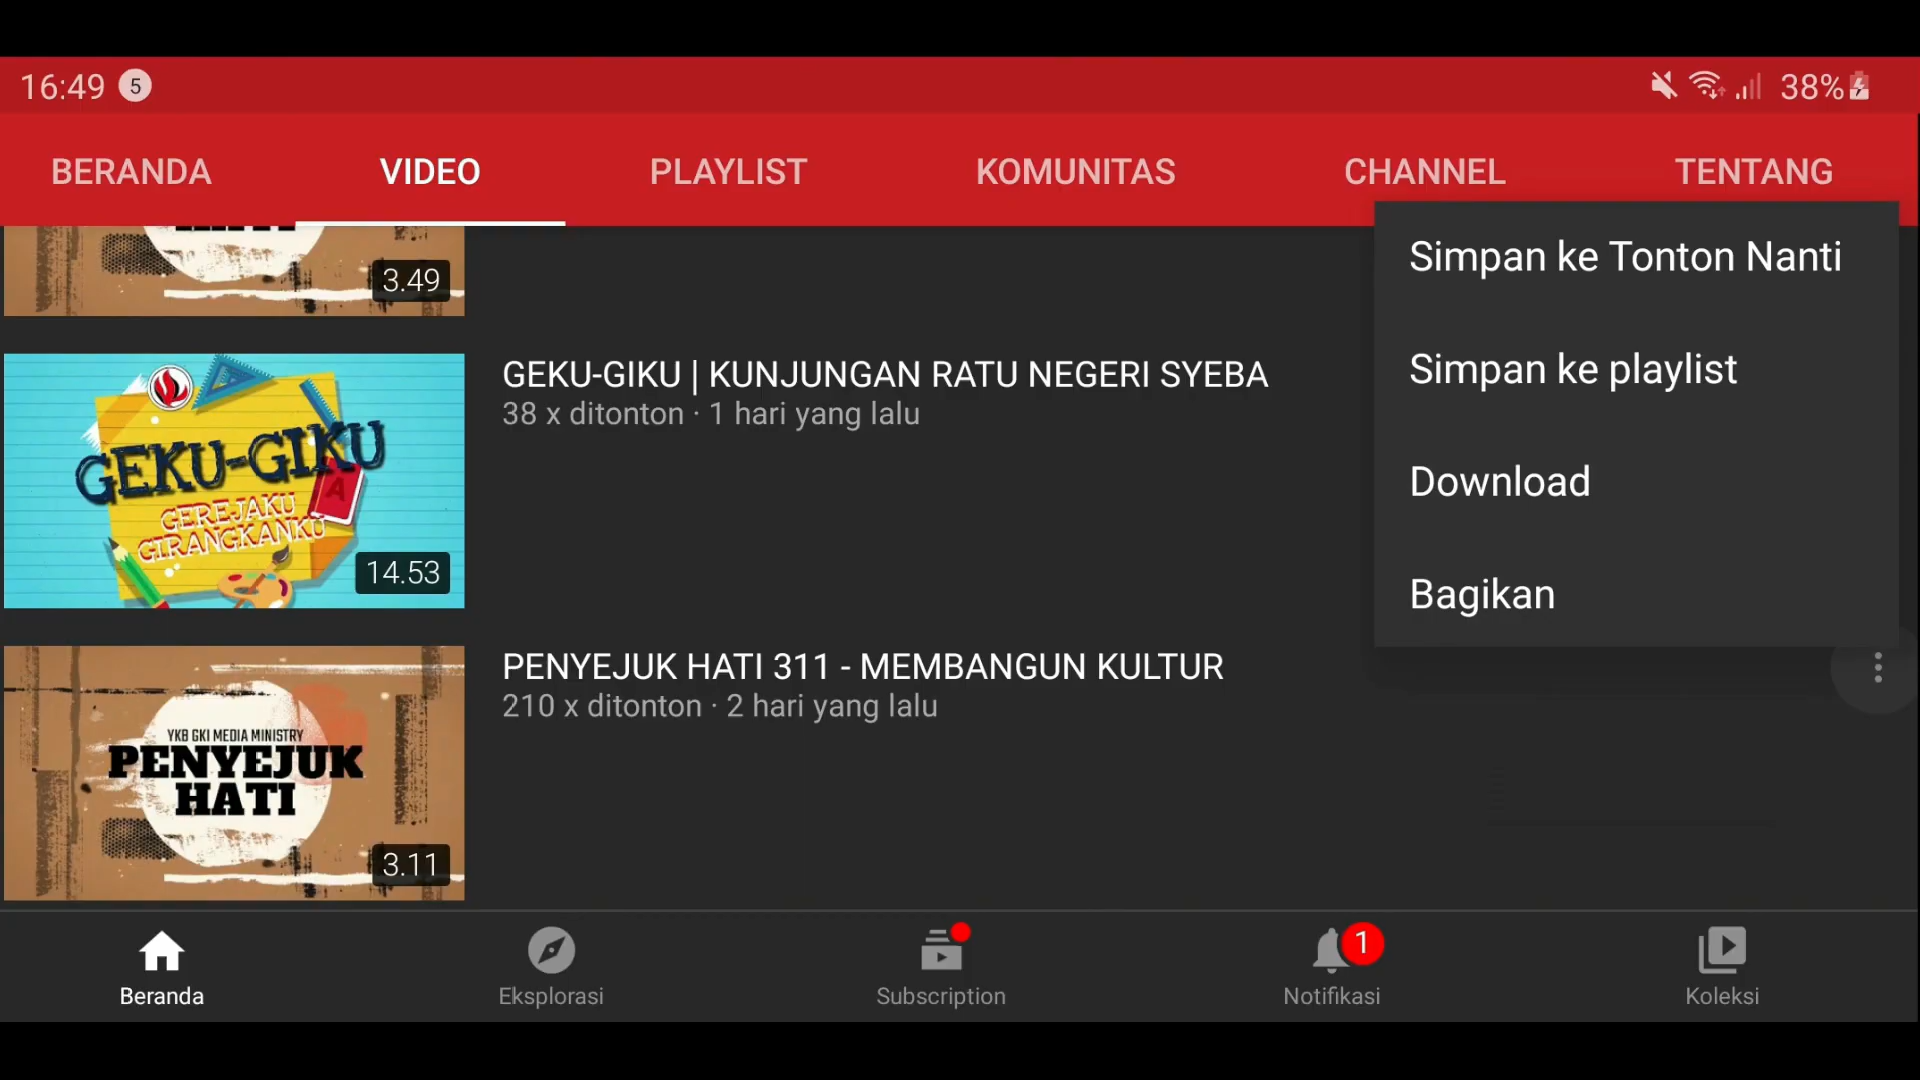 16:49 5 38%
BERANDA VIDEO PLAYLIST KOMUNITAS CHANNEL TENTANG
3.49
GEKU-GIKU
GEREJAKU
GIRANGKANKU
A
14.53
GEKU-GIKU | KUNJUNGAN RATU NEGERI SYEBA
38 x ditonton · 1 hari yang lalu
YKB GKI MEDIA MINISTRY
PENYEJUK
HATI
3.11
PENYEJUK HATI 311 - MEMBANGUN KULTUR
210 x ditonton · 2 hari yang lalu
Simpan ke Tonton Nanti
Simpan ke playlist
Download
Bagikan
1
Beranda Eksplorasi Subscription Notifikasi Koleksi